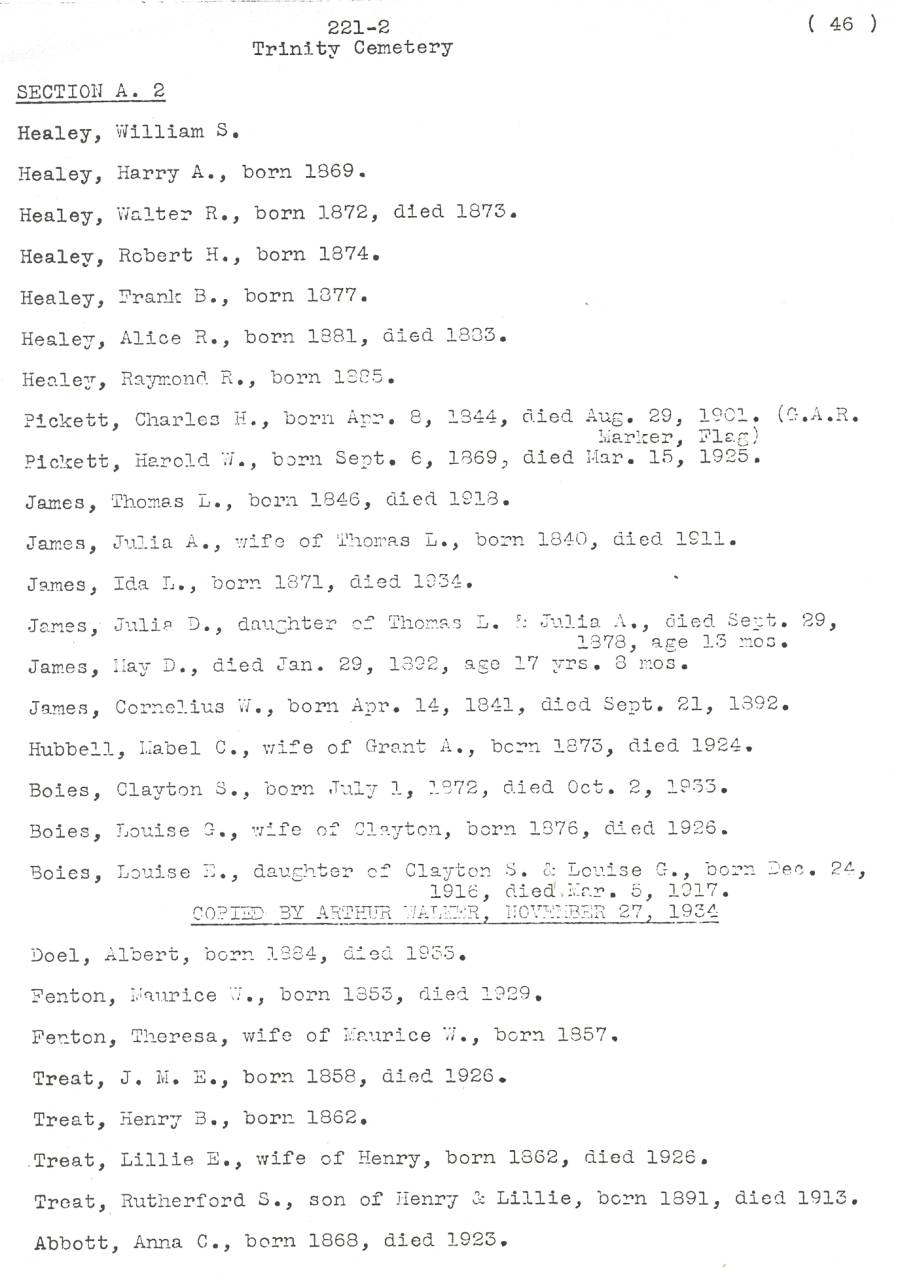 221-2
( 46 )
Trinity Cemetery
SECTION A. 2
Healey, William S.
Healey, Harry A., born 1869.
Healey, Walter R., born 1872, died 1873.
Healey, Robert H., born 1874.
Healey, Frank B., born 1877.
Healey, Alice R., born 1881, died 1883.
Healey, Raymond R., born 1885.
Pickett, Charles H., born Apr. 8, 1844, died Aug. 29, 1901. (G.A.R.
Marker, Flag)
Pickett, Harold W., born Sept. 6, 1869, died Mar. 15, 1925.
James, Thomas L., born 1846, died 1918.
James, Julia A., wife of Thomas L., born 1840, died 1911.
James, Ida L., born 1871, died 1934.
James, Julia D., daughter of Thomas L. & Julia A., died Sept. 29,
1878, age 13 mos.
James, May D., died Jan. 29, 1892, age 17 yrs. 8 mos.
James, Cornelius W., born Apr. 14, 1841, died Sept. 21, 1892.
Hubbell, Mabel C., wife of Grant A., born 1873, died 1924.
Boies, Clayton S., born July 1, 1872, died Oct. 2, 1933.
Boies, Louise G., wife of Clayton, born 1876, died 1926.
Boies, Louise E., daughter of Clayton S. & Louise G., born Dec. 24,
1916, died Mar. 5, 1917.
COPIED BY ARTHUR WALKER, NOVEMBER 27, 1934
Doel, Albert, born 1884, died 1933.
Fenton, Maurice W., born 1853, died 1929.
Fenton, Theresa, wife of Maurice W., born 1857.
Treat, J. M. E., born 1858, died 1926.
Treat, Henry B., born 1862.
Treat, Lillie E., wife of Henry, born 1862, died 1926.
Treat, Rutherford S., son of Henry & Lillie, born 1891, died 1913.
Abbott, Anna C., born 1868, died 1923.